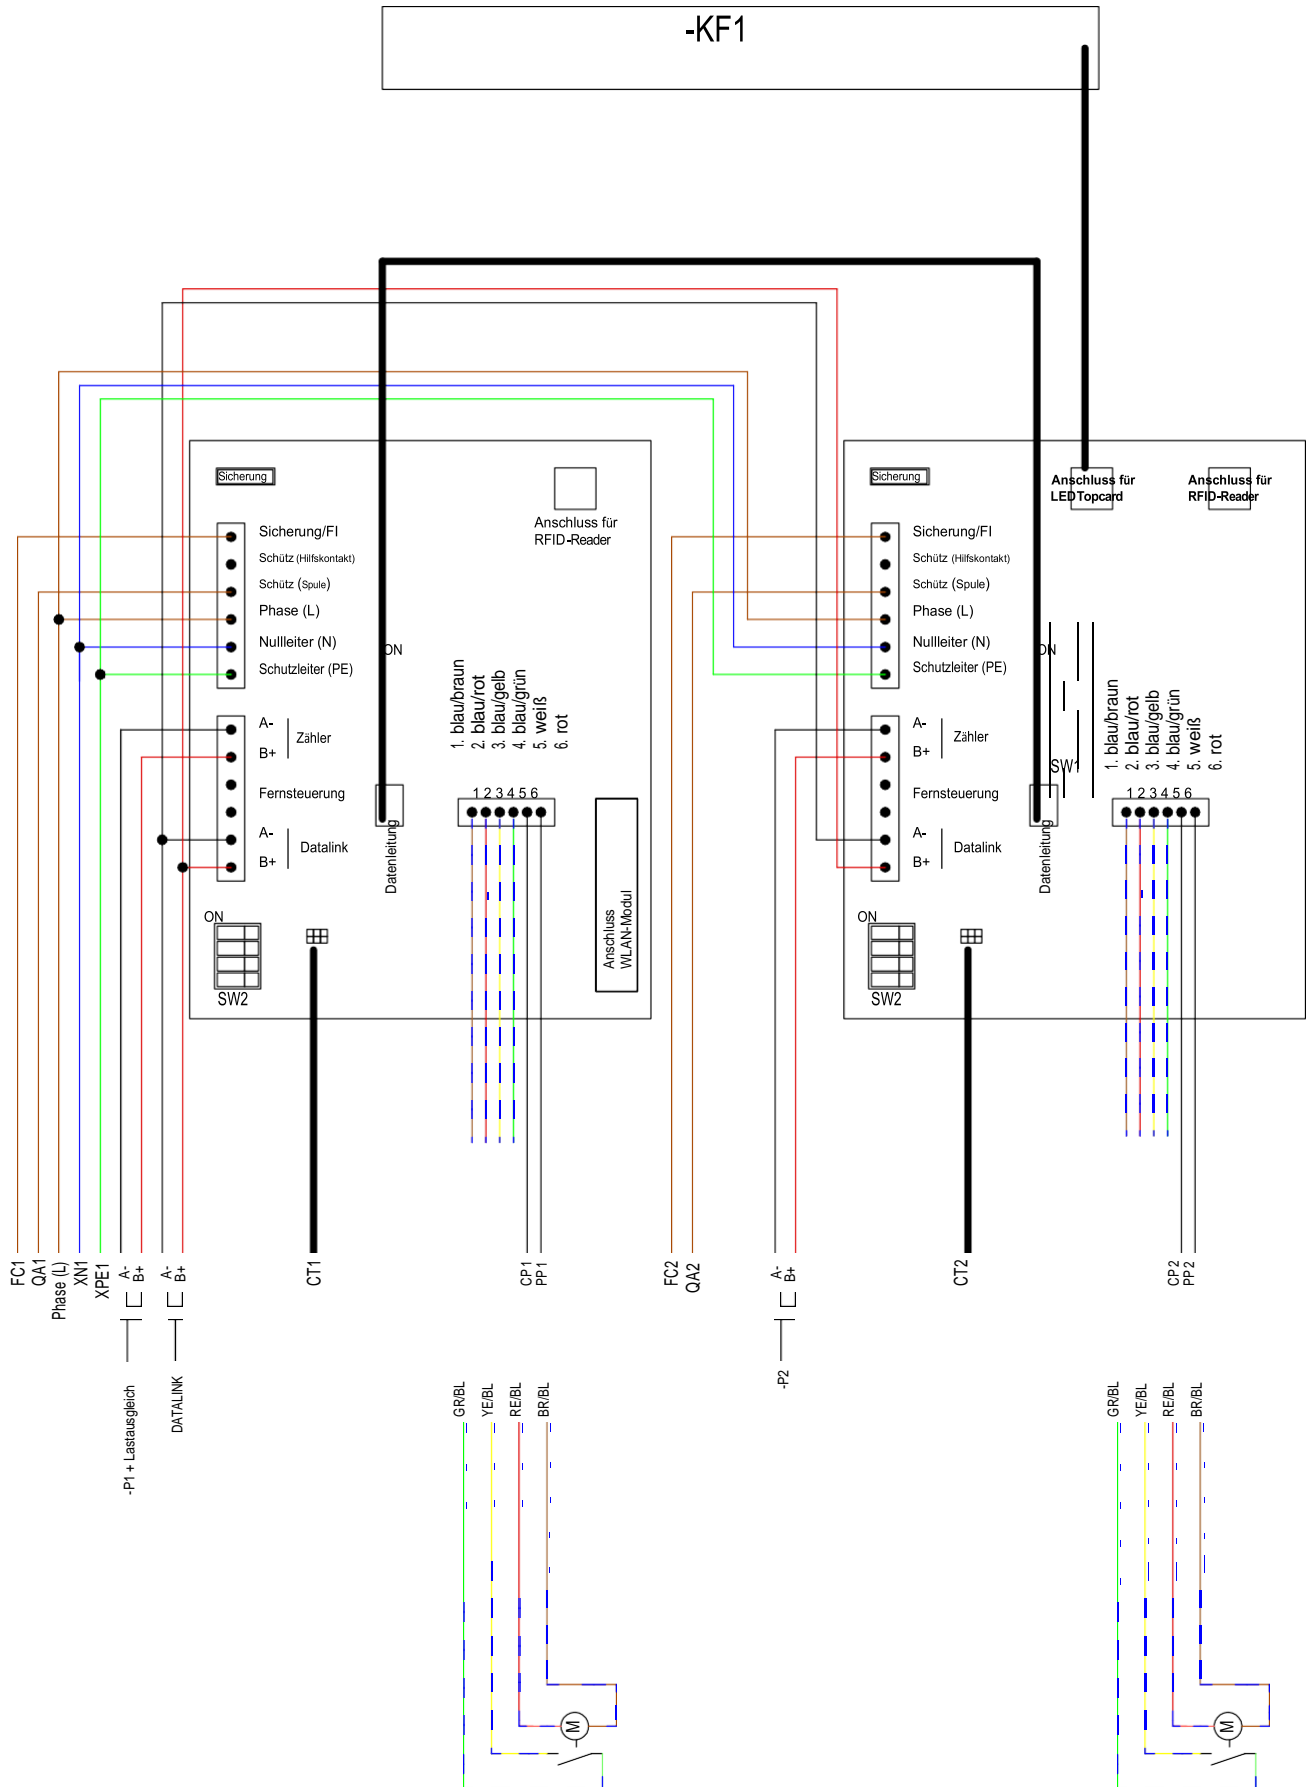 -KF1
Sicherung
Anschluss für
RFID-Reader
Sicherung/FI
Schütz (Hilfskontakt)
Schütz (Spule)
Phase (L)
Nullleiter (N)
Schutzleiter (PE)
ON
A-
B+
Zähler
Fernsteuerung
A-
B+
Datalink
Datenleitung
1. blau/braun
2. blau/rot
3. blau/gelb
4. blau/grün
5. weiß
6. rot
1 2 3 4 5 6
Anschluss
WLAN-Modul
ON
SW2
Sicherung
Anschluss für
LED Topcard
Anschluss für
RFID-Reader
Sicherung/FI
Schütz (Hilfskontakt)
Schütz (Spule)
Phase (L)
Nullleiter (N)
Schutzleiter (PE)
ON
SW1
A-
B+
Zähler
Fernsteuerung
A-
B+
Datalink
Datenleitung
1. blau/braun
2. blau/rot
3. blau/gelb
4. blau/grün
5. weiß
6. rot
1 2 3 4 5 6
ON
SW2
FC1
QA1
Phase (L)
XN1
XPE1
A-
B+
A-
B+
CT1
CP1
PP1
FC2
QA2
A-
B+
CT2
CP2
PP2
-P1 + Lastausgleich
DATALINK
-P2
GR/BL
YE/BL
RE/BL
BR/BL
GR/BL
YE/BL
RE/BL
BR/BL
M
M